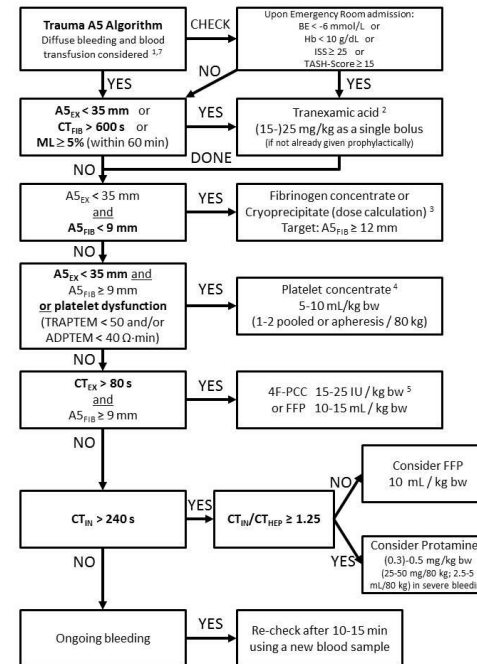 Trauma A5 Algorithm
Diffuse bleeding and blood
transfusion considered 1,7
CHECK
Upon Emergency Room admission:
BE < -6 mmol/L or
Hb < 10 g/dL or
ISS ≥ 25 or
TASH-Score ≥ 15
YES
NO
YES
A5EX < 35 mm or
CTFIB > 600 s or
ML ≥ 5% (within 60 min)
YES
Tranexamic acid 2
(15-)25 mg/kg as a single bolus
(if not already given prophylactically)
NO
DONE
A5EX < 35 mm
and
A5FIB < 9 mm
YES
Fibrinogen concentrate or
Cryoprecipitate (dose calculation) 3
Target: A5FIB ≥ 12 mm
NO
A5EX < 35 mm and
A5FIB ≥ 9 mm
or platelet dysfunction
(TRAPTEM < 50 and/or
ADPTEM < 40 Ω·min)
YES
Platelet concentrate 4
5-10 mL/kg bw
(1-2 pooled or apheresis / 80 kg)
NO
CTEX > 80 s
and
A5FIB ≥ 9 mm
YES
4F-PCC 15-25 IU / kg bw 5
or FFP 10-15 mL / kg bw
NO
CTIN > 240 s
YES
CTIN/CTHEP ≥ 1.25
NO
Consider FFP
10 mL / kg bw
YES
Consider Protamine
(0.3)-0.5 mg/kg bw
(25-50 mg/80 kg; 2.5-5
mL/80 kg) in severe bleeding
NO
Ongoing bleeding
YES
Re-check after 10-15 min
using a new blood sample